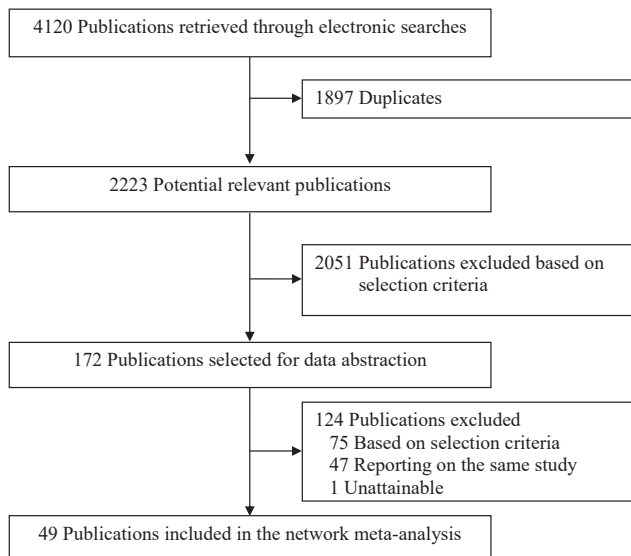 4120 Publications retrieved through electronic searches
1897 Duplicates
2223 Potential relevant publications
2051 Publications excluded based on
selection criteria
172 Publications selected for data abstraction
124 Publications excluded
75 Based on selection criteria
47 Reporting on the same study
1 Unattainable
49 Publications included in the network meta-analysis